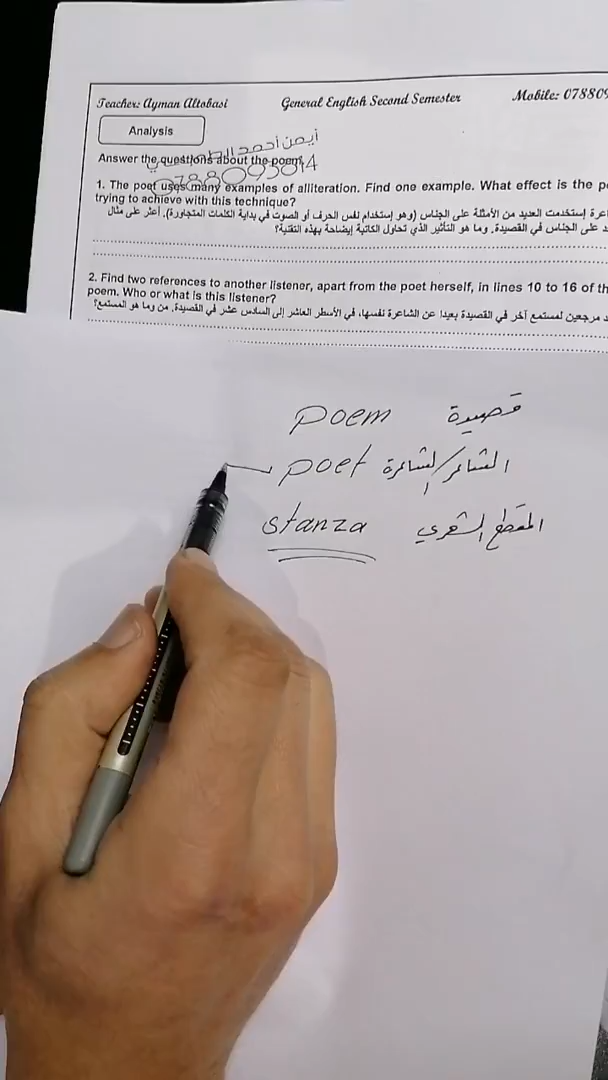 Teacher: Ayman Altobasi General English Second Semester Mobile: 078809
Analysis
أيمن أحمد
Answer the questions about the poem.
1. The poet uses many examples of alliteration. Find one example. What effect is the p
trying to achieve with this technique?
عرة إستخدمت العديد من الأمثلة على الجناس (وهو إستخدام نفس الحرف أو الصوت في بداية الكلمات المتجاورة). أعثر على مثال
د على الجناس في القصيدة. وما هو التأثير الذي تحاول الكاتبة إيضاحة بهذه التقنية؟
2. Find two references to another listener, apart from the poet herself, in lines 10 to 16 of th
poem. Who or what is this listener?
د مرجعين لمستمع آخر في القصيدة بعيدا عن الشاعرة نفسها، في الأسطر العاشر إلى السادس عشر في القصيدة. من وما هو المستمع؟
poem قصيدة
poet الشاعر/الشاعرة
stanza المقطع الشعري